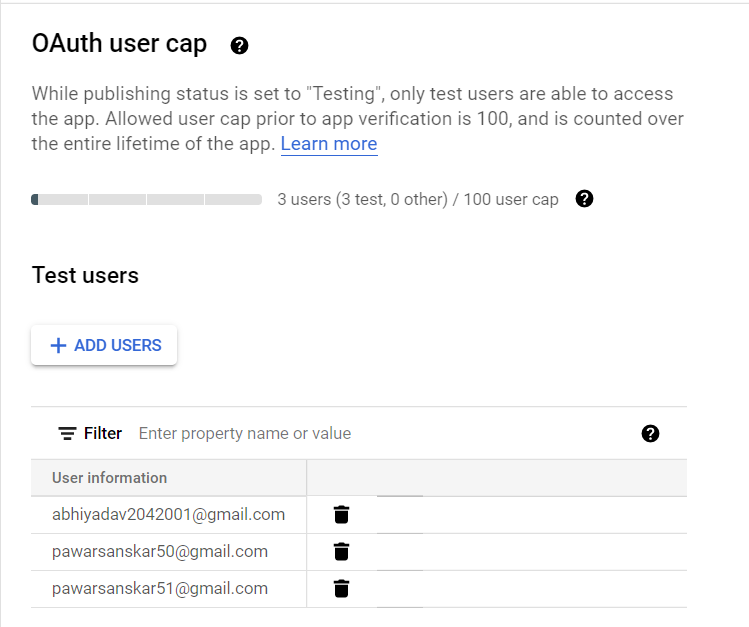 OAuth user cap
While publishing status is set to "Testing", only test users are able to access
the app. Allowed user cap prior to app verification is 100, and is counted over
the entire lifetime of the app. Learn more
3 users (3 test, 0 other) / 100 user cap
Test users
+ ADD USERS
Filter Enter property name or value
User information
abhiyadav2042001@gmail.com
pawarsanskar50@gmail.com
pawarsanskar51@gmail.com